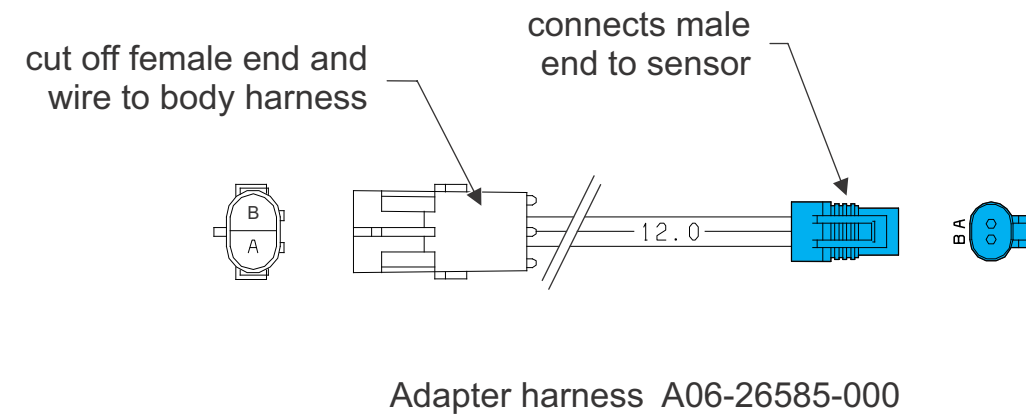 cut off female end and
wire to body harness
connects male
end to sensor
B
A
12.0
B A
Adapter harness A06-26585-000